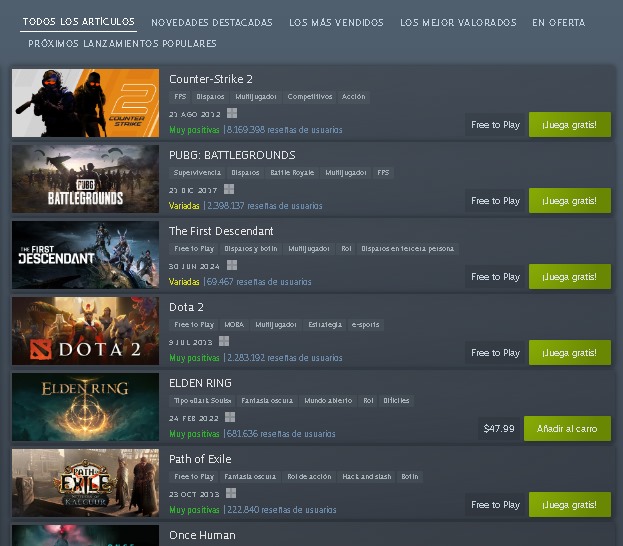 TODOS LOS ARTÍCULOS NOVEDADES DESTACADAS LOS MÁS VENDIDOS LOS MEJOR VALORADOS EN OFERTA
PRÓXIMOS LANZAMIENTOS POPULARES
2
COUNTER STRIKE
Counter-Strike 2
FPS Disparos Multijugador Competitivos Acción
21 AGO 2012
Muy positivas | 8.169.398 reseñas de usuarios
Free to Play ¡Juega gratis!
PUBG
BATTLEGROUNDS
PUBG: BATTLEGROUNDS
Supervivencia Disparos Battle Royale Multijugador FPS
21 DIC 2017
Variadas | 2.398.137 reseñas de usuarios
Free to Play ¡Juega gratis!
THE FIRST
DESCENDANT
The First Descendant
Free to Play Disparos y botín Multijugador Rol Disparos en tercera persona
30 JUN 2024
Variadas | 69.467 reseñas de usuarios
Free to Play ¡Juega gratis!
DOTA 2
Dota 2
Free to Play MOBA Multijugador Estrategia e-sports
9 JUL 2013
Muy positivas | 2.283.192 reseñas de usuarios
Free to Play ¡Juega gratis!
ELDEN RING
ELDEN RING
Tipo «Dark Souls» Fantasía oscura Mundo abierto Rol Difíciles
24 FEB 2022
Muy positivas | 681.636 reseñas de usuarios
$47.99 Añadir al carro
PATH OF
EXILE
KALGUUR
Path of Exile
Free to Play Fantasía oscura Rol de acción Hack and slash Botín
23 OCT 2013
Muy positivas | 222.840 reseñas de usuarios
Free to Play ¡Juega gratis!
Once Human